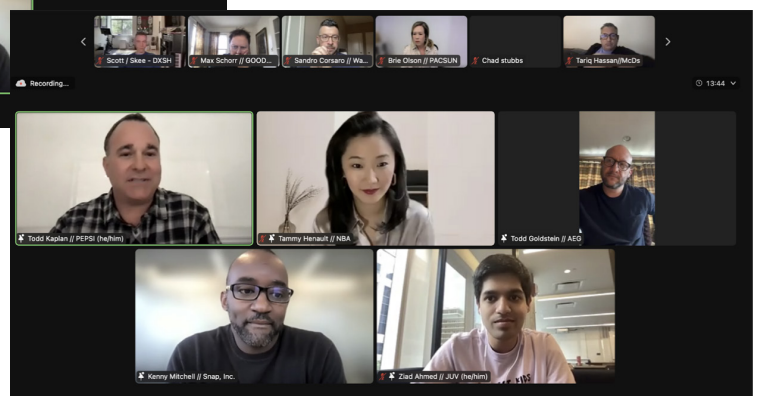 Scott / Skee - DXSH
Max Schorr // GOOD...
Sandro Corsaro // Wa...
Brie Olson // PACSUN
Chad stubbs
Tariq Hassan//McDs
Recording...
13:44
Todd Kaplan // PEPSI (he/him)
Tammy Henault // NBA
Todd Goldstein // AEG
Kenny Mitchell // Snap, Inc.
Ziad Ahmed // JUV (he/him)